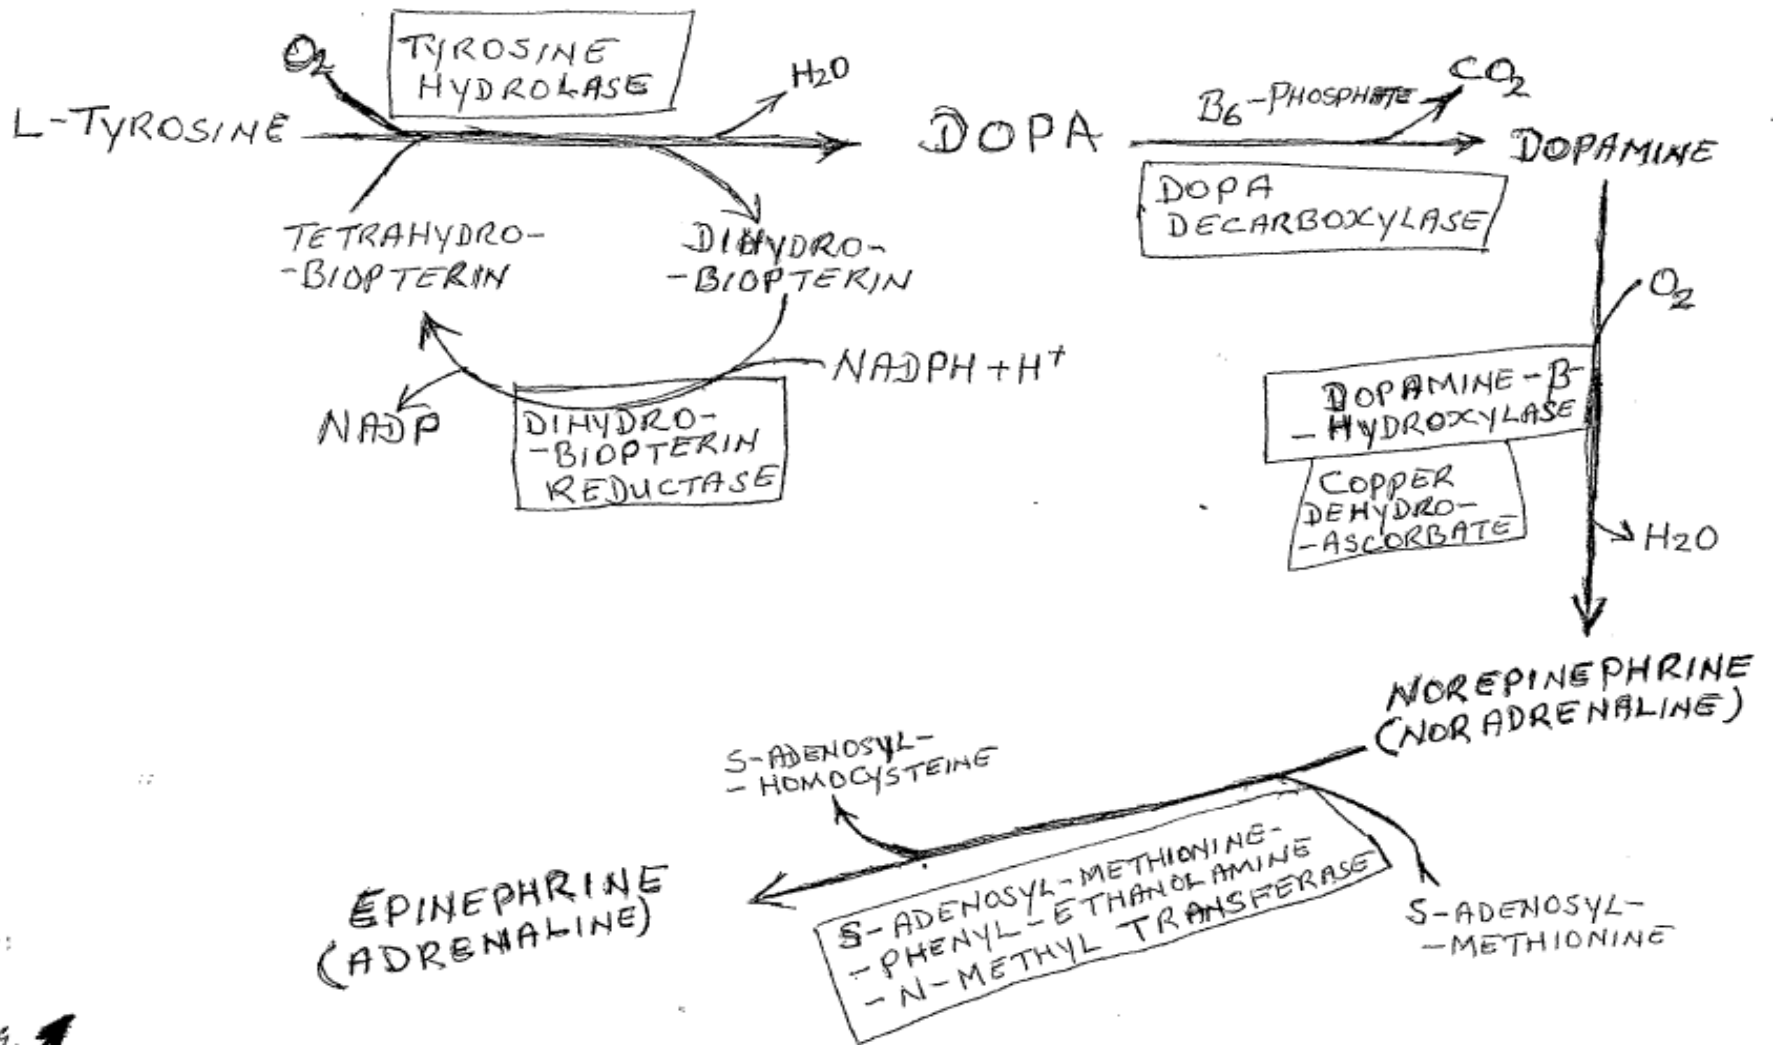 O2
TYROSINE
HYDROLASE
H2O
L-TYROSINE
DOPA
B6-PHOSPHATE
CO2
DOPAMINE
DOPA
DECARBOXYLASE
TETRAHYDRO-
-BIOPTERIN
DIHYDRO-
-BIOPTERIN
O2
NADPH + H+
NADP
DIHYDRO-
-BIOPTERIN
REDUCTASE
DOPAMINE-β-
-HYDROXYLASE
COPPER
DEHYDRO-
-ASCORBATE
H2O
NOREPINEPHRINE
(NORADRENALINE)
S-ADENOSYL-
-HOMOCYSTEINE
S-ADENOSYL-METHIONINE-
-PHENYL-ETHANOLAMINE
-N-METHYL TRANSFERASE
S-ADENOSYL-
-METHIONINE
EPINEPHRINE
(ADRENALINE)